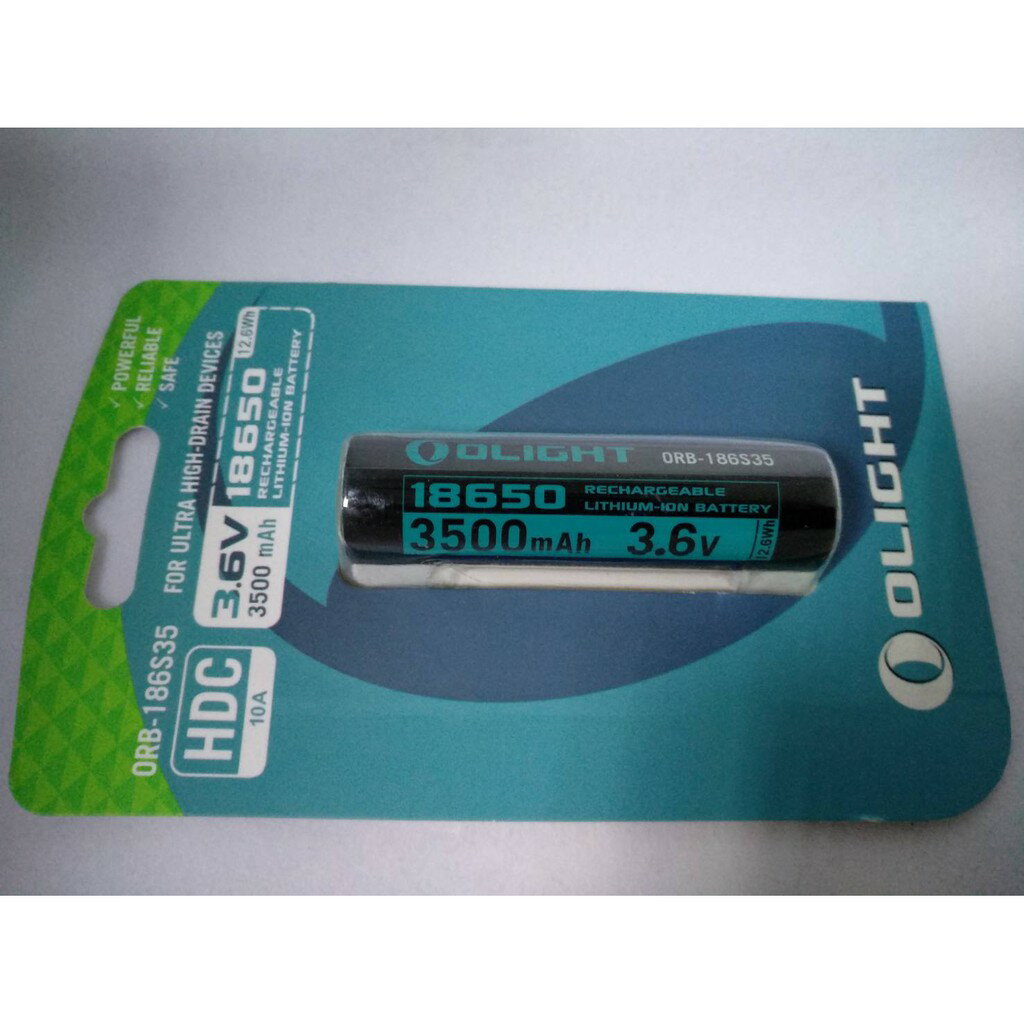 ✓ POWERFUL
✓ RELIABLE
✓ SAFE
ORB-186S35 FOR ULTRA HIGH-DRAIN DEVICES
HDC
10A
3.6V
3500 mAh
18650
12.6Wh
RECHARGEABLE
LITHIUM-ION BATTERY
OLIGHT ORB-186S35
18650 RECHARGEABLE
LITHIUM-ION BATTERY
3500mAh 3.6V
12.6Wh
OLIGHT